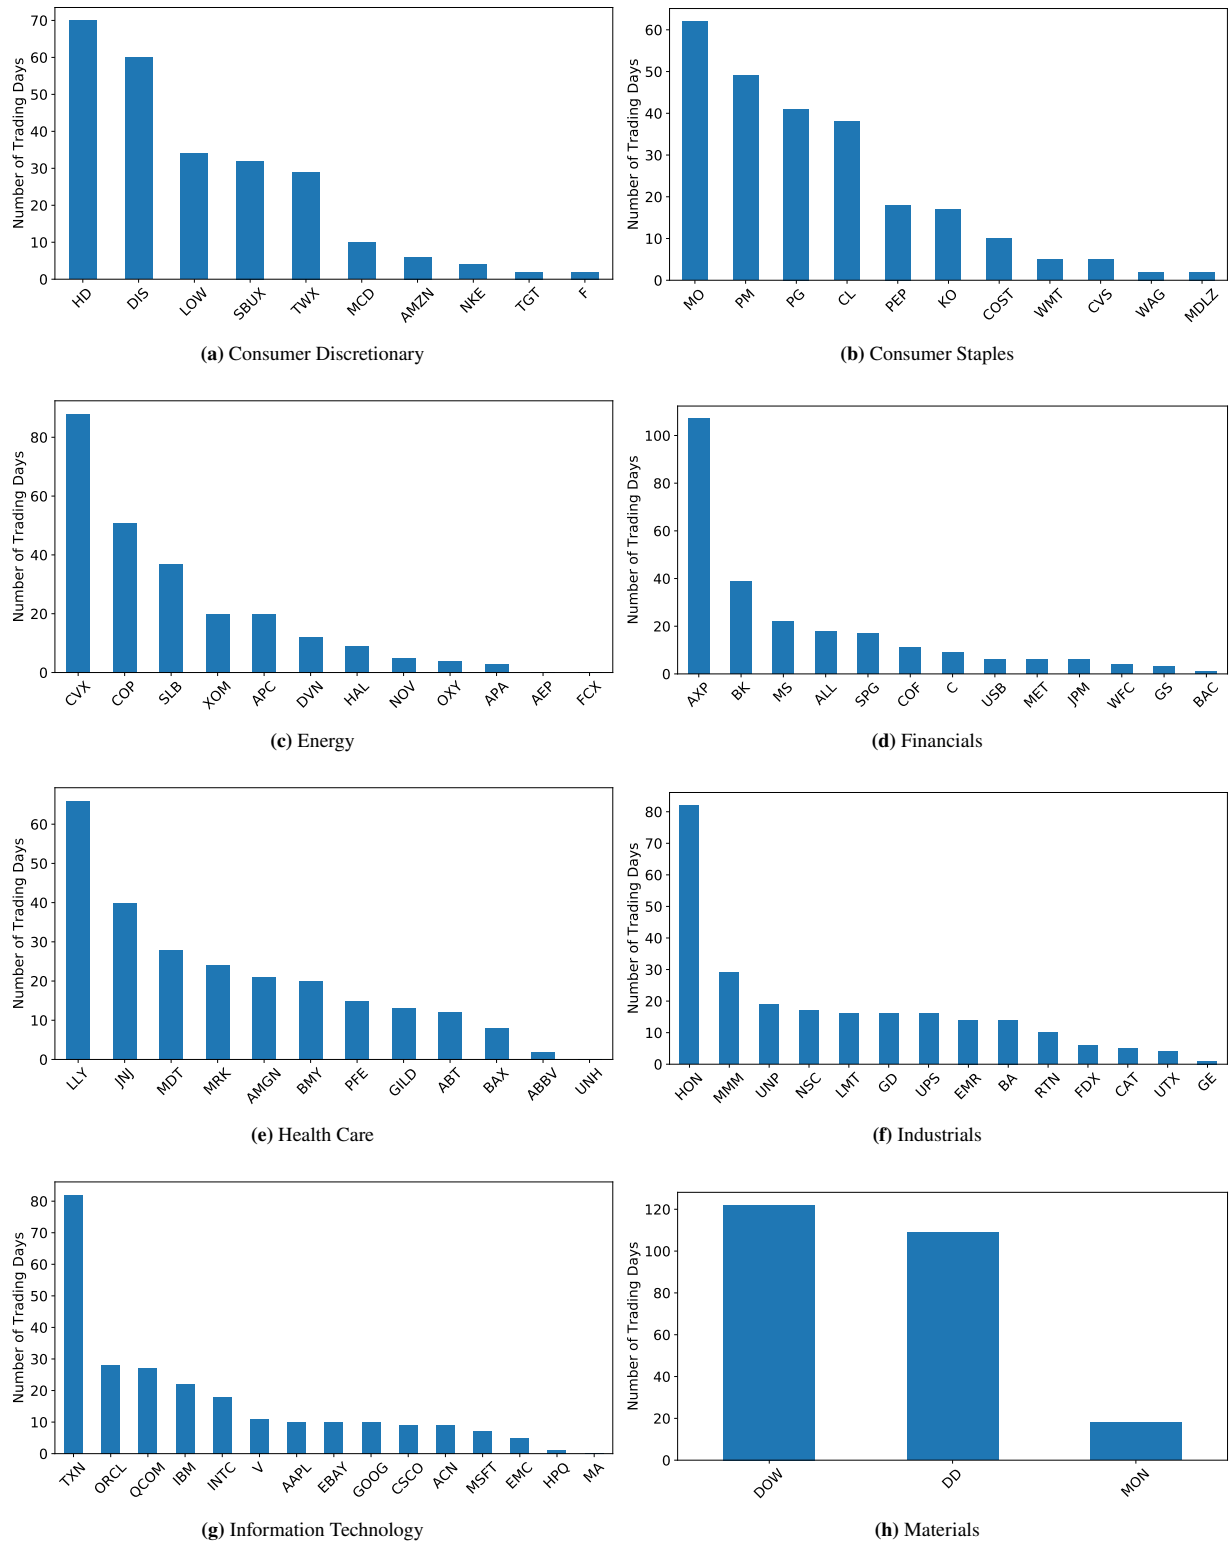 Number of Trading Days
70
60
50
40
30
20
10
0
HD DIS LOW SBUX TWX MCD AMZN NKE TGT F
(a) Consumer Discretionary
Number of Trading Days
60
50
40
30
20
10
0
MO PM PG CL PEP KO COST WMT CVS WAG MDLZ
(b) Consumer Staples
Number of Trading Days
80
60
40
20
0
CVX COP SLB XOM APC DVN HAL NOV OXY APA AEP FCX
(c) Energy
Number of Trading Days
100
80
60
40
20
0
AXP BK MS ALL SPG COF C USB MET JPM WFC GS BAC
(d) Financials
Number of Trading Days
60
50
40
30
20
10
0
LLY JNJ MDT MRK AMGN BMY PFE GILD ABT BAX ABBV UNH
(e) Health Care
Number of Trading Days
80
70
60
50
40
30
20
10
0
HON MMM UNP NSC LMT GD UPS EMR BA RTN FDX CAT UTX GE
(f) Industrials
Number of Trading Days
80
70
60
50
40
30
20
10
0
TXN ORCL QCOM IBM INTC V AAPL EBAY GOOG CSCO ACN MSFT EMC HPQ MA
(g) Information Technology
Number of Trading Days
120
100
80
60
40
20
0
DOW DD MON
(h) Materials